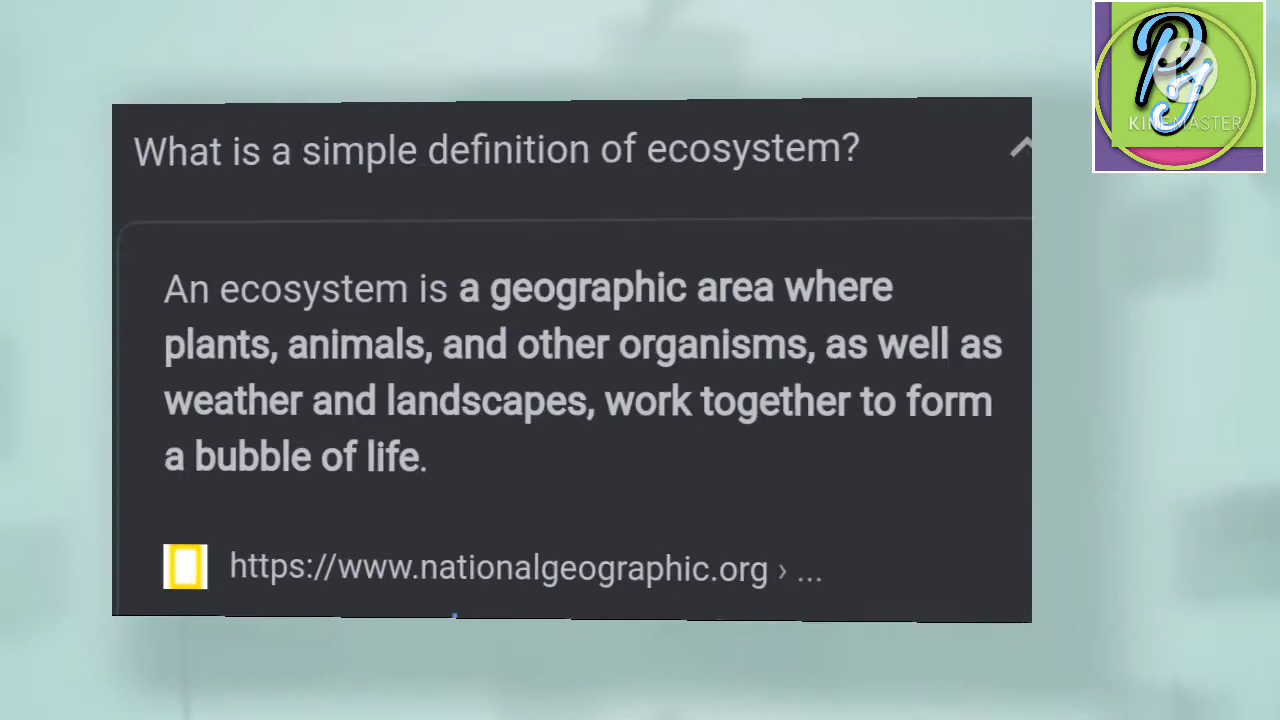 What is a simple definition of ecosystem?
An ecosystem is a geographic area where
plants, animals, and other organisms, as well as
weather and landscapes, work together to form
a bubble of life.
https://www.nationalgeographic.org › ...
KINEMASTER